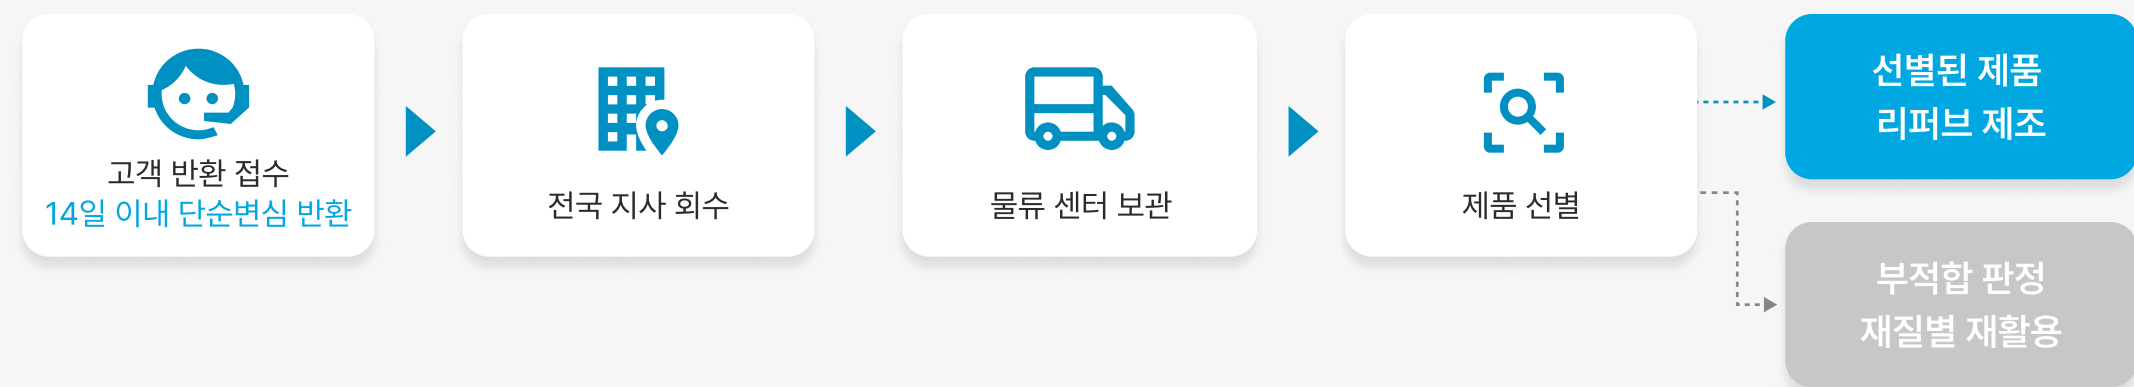 고객 반환 접수
14일 이내 단순변심 반환
전국 지사 회수
물류 센터 보관
제품 선별
선별된 제품
리퍼브 제조
부적합 판정
재질별 재활용